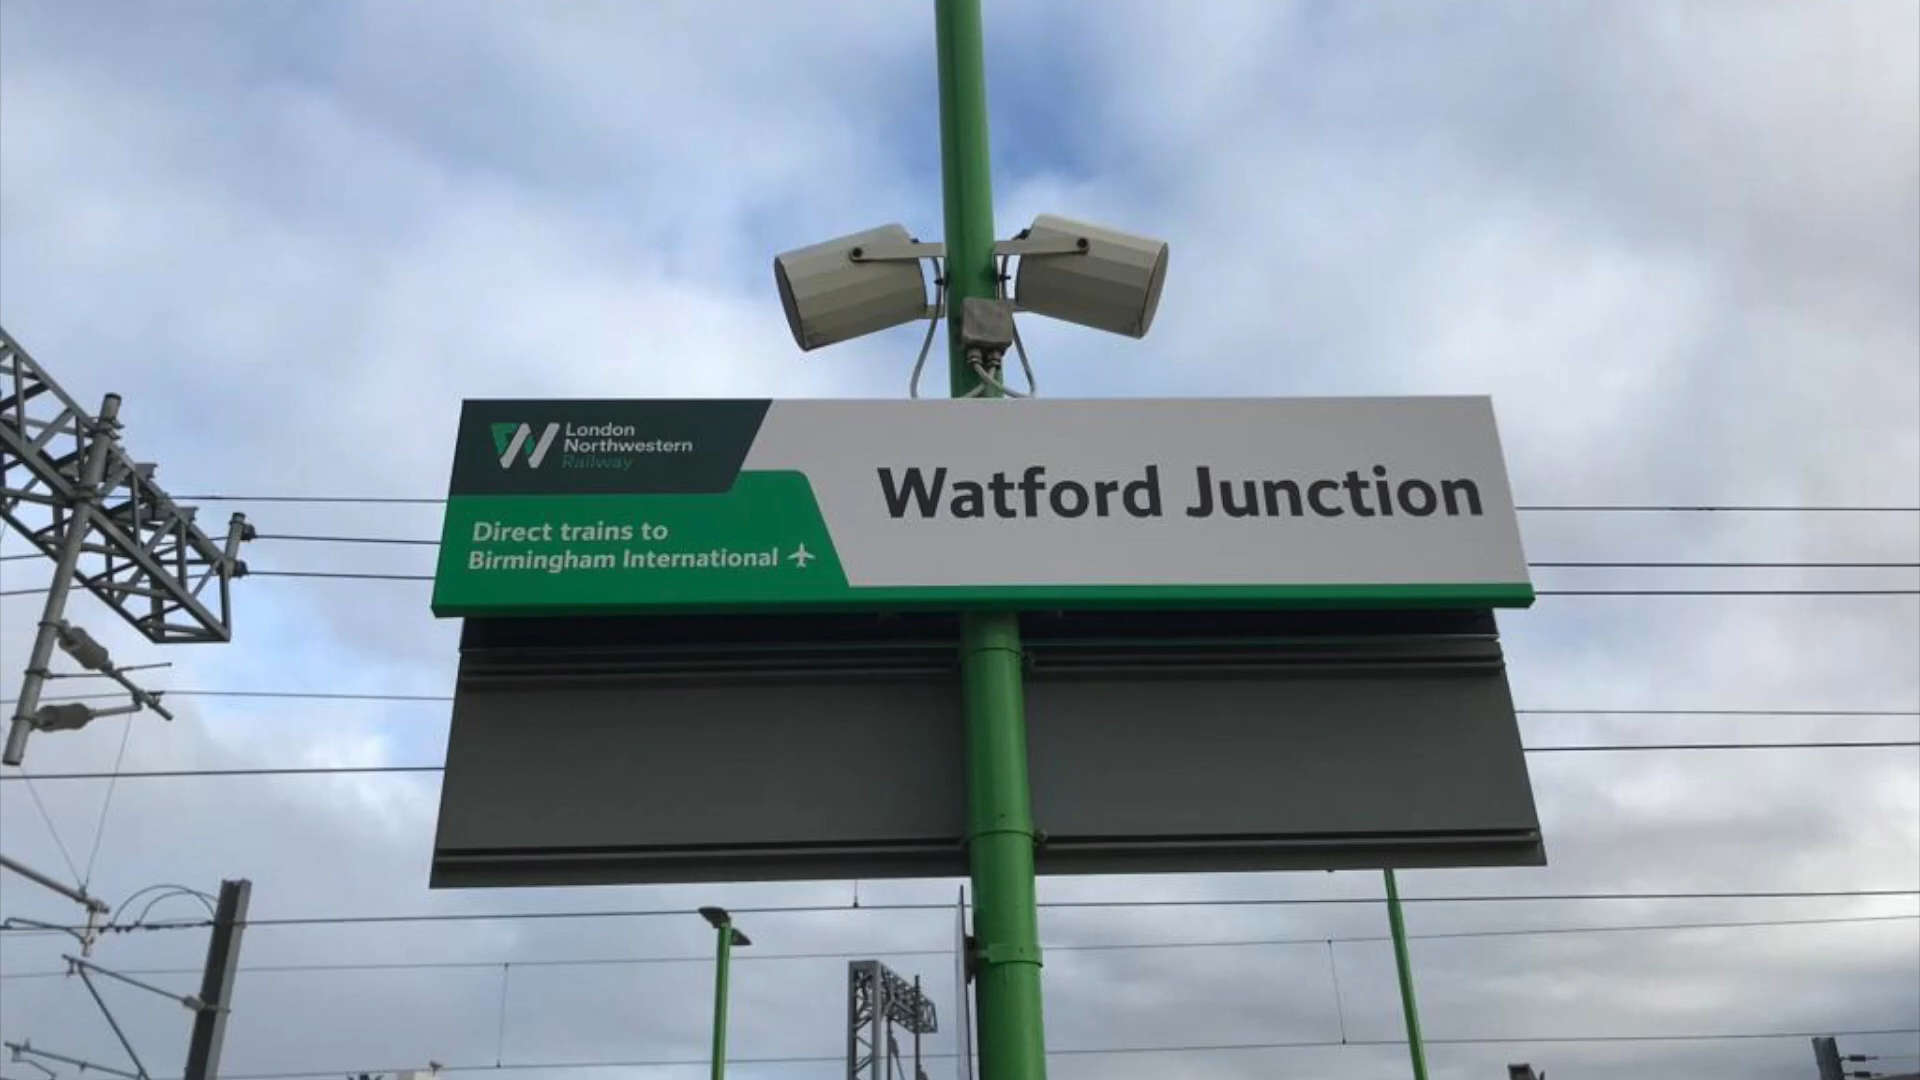 London
Northwestern
Railway
Direct trains to
Birmingham International
Watford Junction